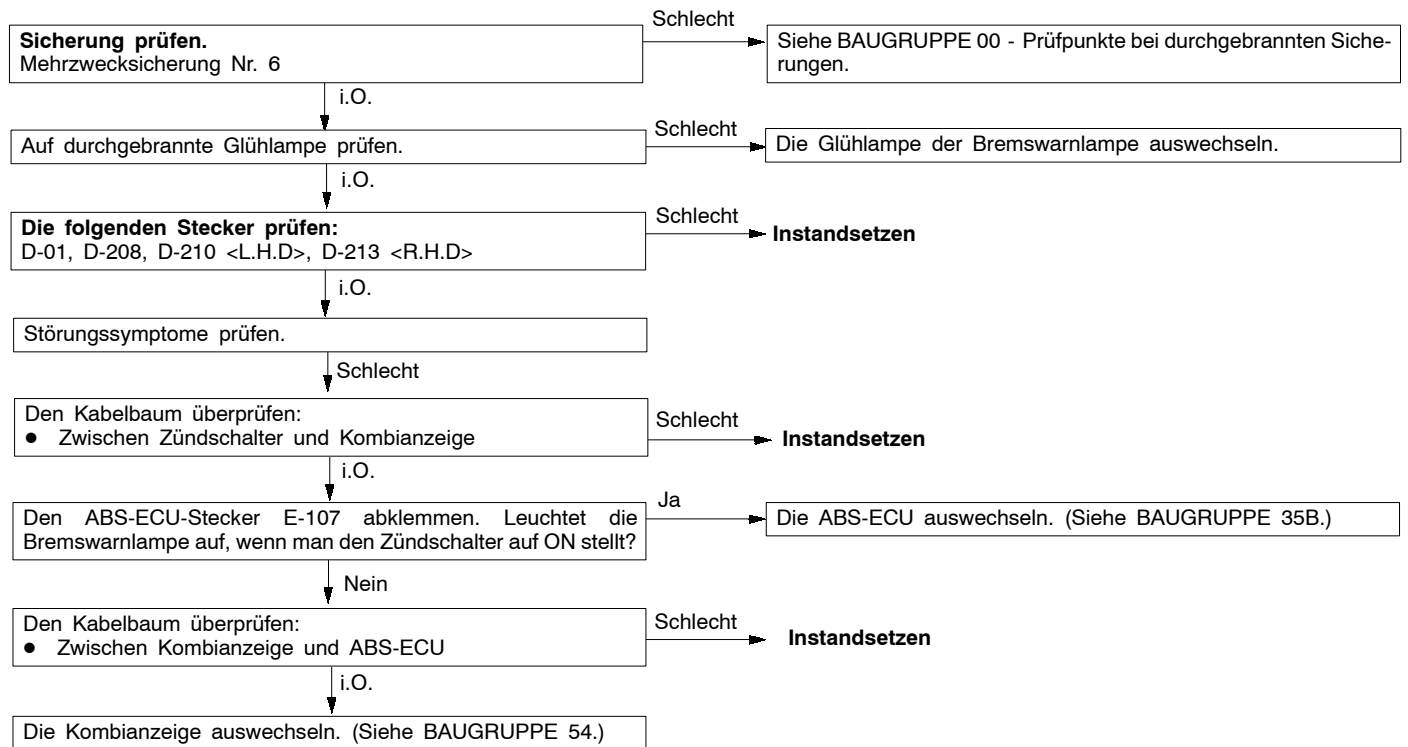 Schlecht
Sicherung prüfen.
Mehrzwecksicherung Nr. 6
Siehe BAUGRUPPE 00 - Prüfpunkte bei durchgebrannten Siche-
rungen.
i.O.
Auf durchgebrannte Glühlampe prüfen.
Schlecht
Die Glühlampe der Bremswarnlampe auswechseln.
i.O.
Die folgenden Stecker prüfen:
D-01, D-208, D-210 <L.H.D>, D-213 <R.H.D>
Schlecht
Instandsetzen
i.O.
Störungssymptome prüfen.
Schlecht
Den Kabelbaum überprüfen:
● Zwischen Zündschalter und Kombianzeige
Schlecht
Instandsetzen
i.O.
Den ABS-ECU-Stecker E-107 abklemmen. Leuchtet die
Bremswarnlampe auf, wenn man den Zündschalter auf ON stellt?
Ja
Die ABS-ECU auswechseln. (Siehe BAUGRUPPE 35B.)
Nein
Den Kabelbaum überprüfen:
● Zwischen Kombianzeige und ABS-ECU
Schlecht
Instandsetzen
i.O.
Die Kombianzeige auswechseln. (Siehe BAUGRUPPE 54.)